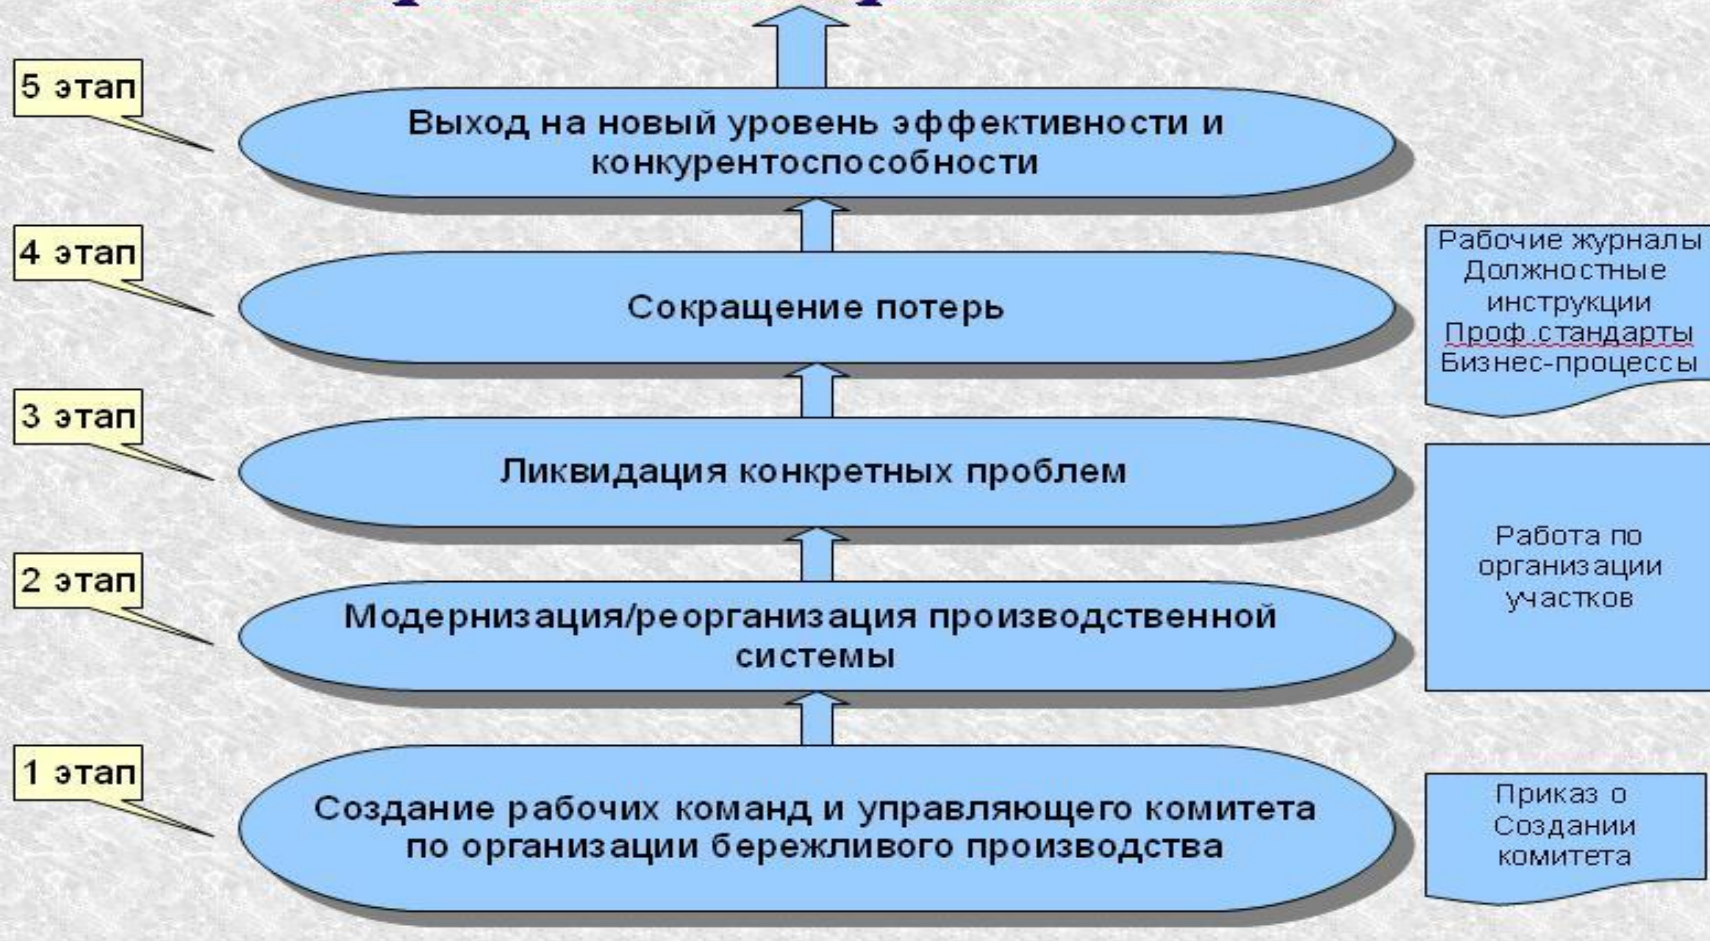 5 этап
Выход на новый уровень эффективности и
конкурентоспособности
4 этап
Сокращение потерь
Рабочие журналы
Должностные
инструкции
Проф.стандарты
Бизнес-процессы
3 этап
Ликвидация конкретных проблем
Работа по
организации
участков
2 этап
Модернизация/реорганизация производственной
системы
1 этап
Создание рабочих команд и управляющего комитета
по организации бережливого производства
Приказ о
Создании
комитета